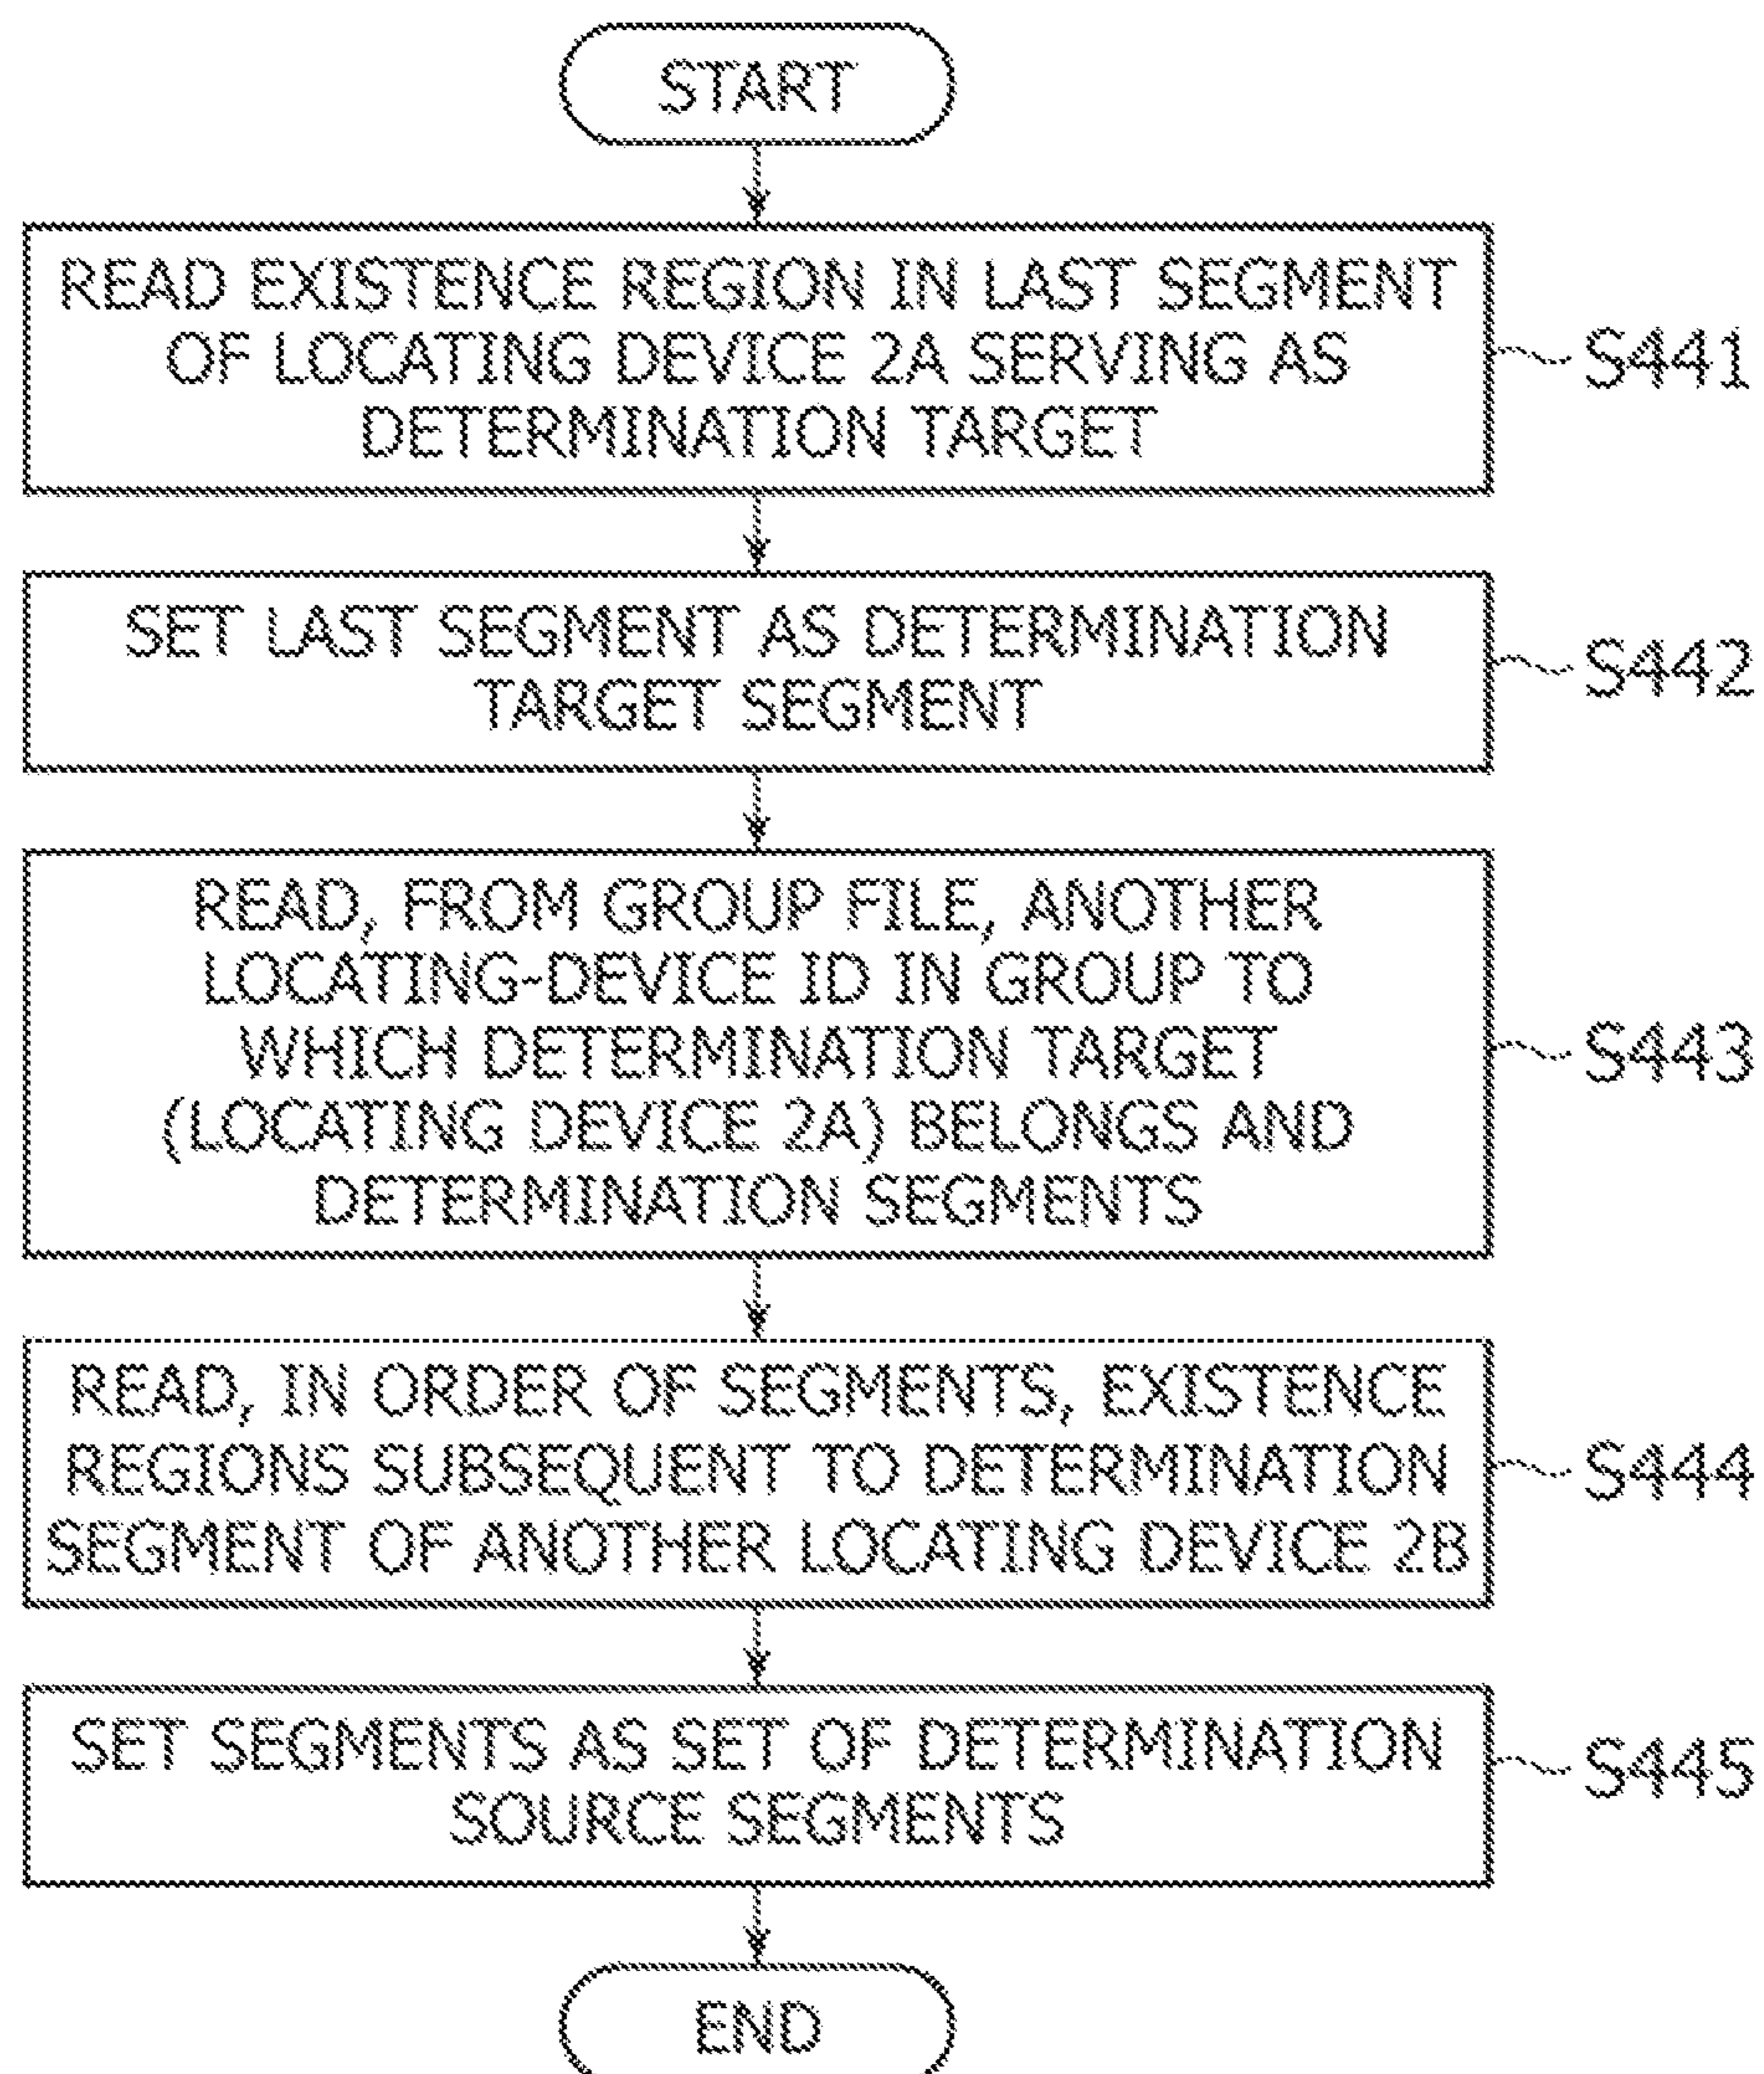 START
READ EXISTENCE REGION IN LAST SEGMENT
OF LOCATING DEVICE 2A SERVING AS
DETERMINATION TARGET
S441
SET LAST SEGMENT AS DETERMINATION
TARGET SEGMENT
S442
READ, FROM GROUP FILE, ANOTHER
LOCATING-DEVICE ID IN GROUP TO
WHICH DETERMINATION TARGET
(LOCATING DEVICE 2A) BELONGS AND
DETERMINATION SEGMENTS
S443
READ, IN ORDER OF SEGMENTS, EXISTENCE
REGIONS SUBSEQUENT TO DETERMINATION
SEGMENT OF ANOTHER LOCATING DEVICE 2B
S444
SET SEGMENTS AS SET OF DETERMINATION
SOURCE SEGMENTS
S445
END